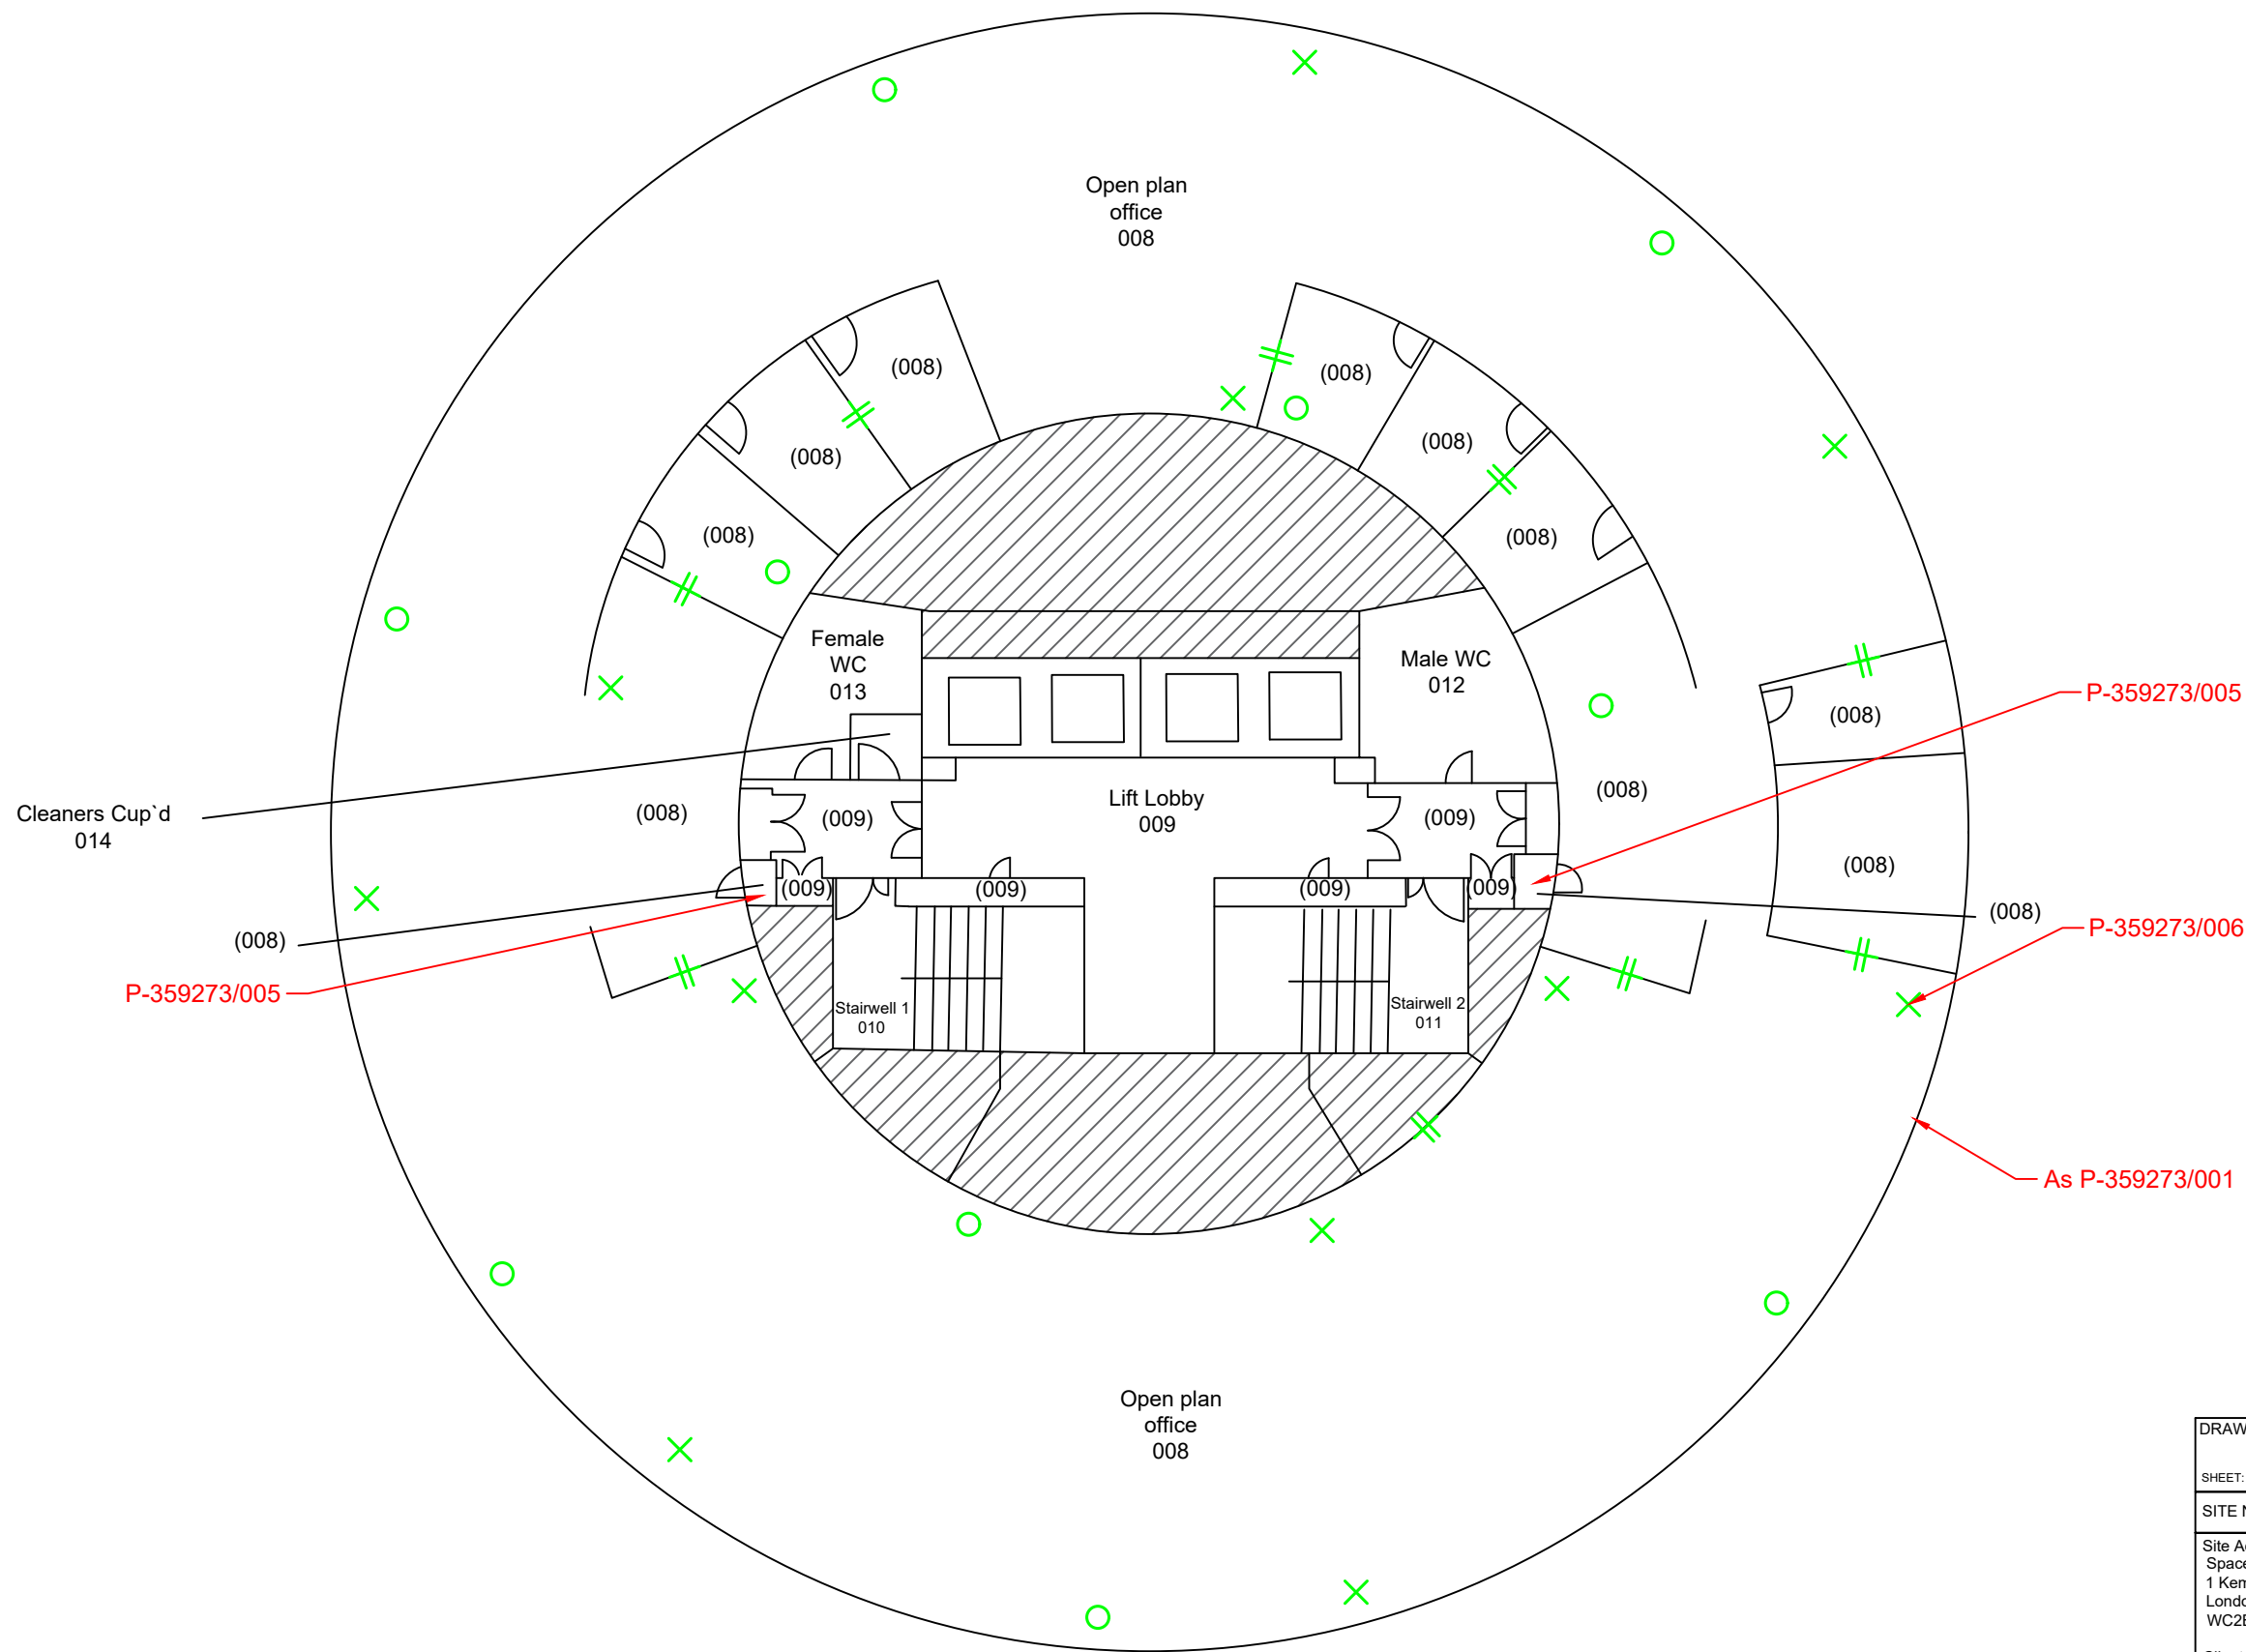 Open plan
office
008
(008)
(008)
(008)
(008)
(008)
(008)
Female
WC
013
Male WC
012
P-359273/005
(008)
(008)
Lift Lobby
009
Cleaners Cup`d
014
(008)
(009)
(009)
(008)
(009)
(009)
(009)
(009)
(008)
(008)
P-359273/006
P-359273/005
Stairwell 1
010
Stairwell 2
011
As P-359273/001
Open plan
office
008
DRAW
SHEET:
SITE
Site
Space
1
WC2